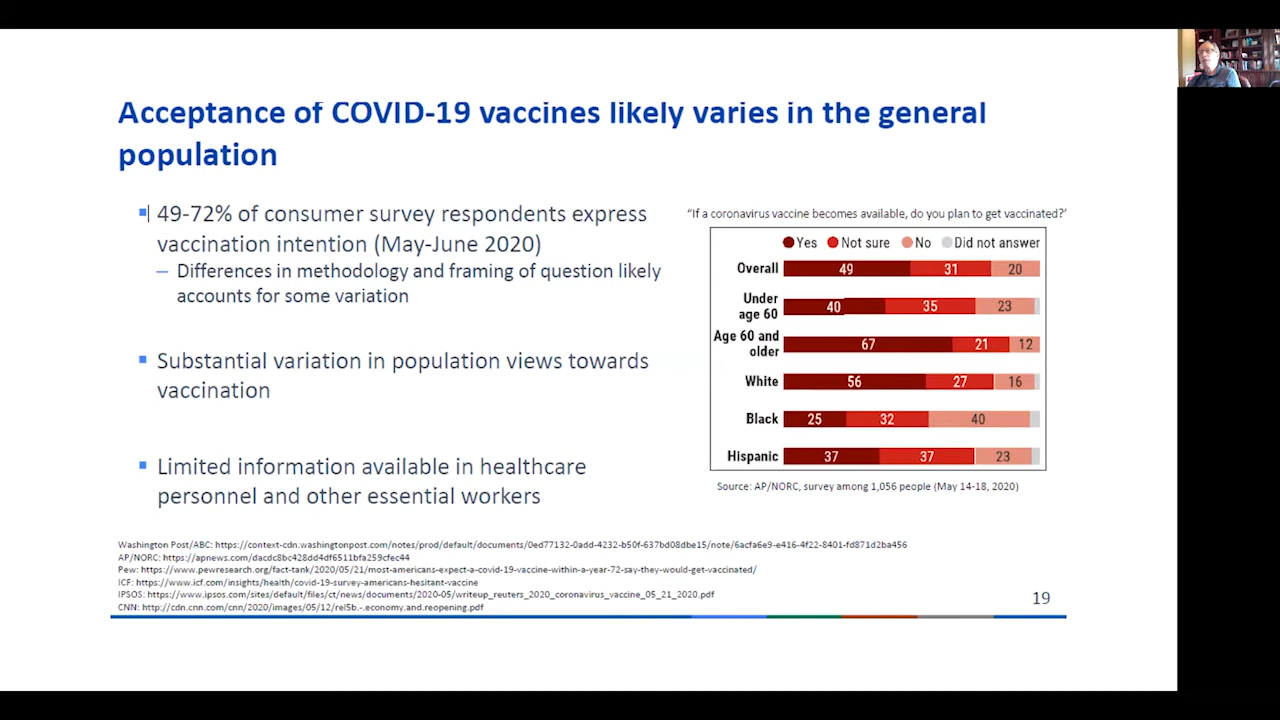 Acceptance of COVID-19 vaccines likely varies in the general
population
49-72% of consumer survey respondents express
vaccination intention (May-June 2020)
– Differences in methodology and framing of question likely
accounts for some variation
Substantial variation in population views towards
vaccination
Limited information available in healthcare
personnel and other essential workers
“If a coronavirus vaccine becomes available, do you plan to get vaccinated?’
Yes Not sure No Did not answer
Overall 49 31 20
Under
age 60 40 35 23
Age 60 and
older 67 21 12
White 56 27 16
Black 25 32 40
Hispanic 37 37 23
Source: AP/NORC, survey among 1,056 people (May 14-18, 2020)
Washington Post/ABC: https://context-cdn.washingtonpost.com/notes/prod/default/documents/0ed77132-0add-4232-b50f-637bd08dbe15/note/6acfa6e9-e416-4f22-8401-fd871d2ba456
AP/NORC: https://apnews.com/dacdc8bc428dd4df6511bfa259cfec44
Pew: https://www.pewresearch.org/fact-tank/2020/05/21/most-americans-expect-a-covid-19-vaccine-within-a-year-72-say-they-would-get-vaccinated/
ICF: https://www.icf.com/insights/health/covid-19-survey-americans-hesitant-vaccine
IPSOS: https://www.ipsos.com/sites/default/files/ct/news/documents/2020-05/writeup_reuters_2020_coronavirus_vaccine_05_21_2020.pdf
CNN: http://cdn.cnn.com/cnn/2020/images/05/12/rel5b.-.economy.and.reopening.pdf
19